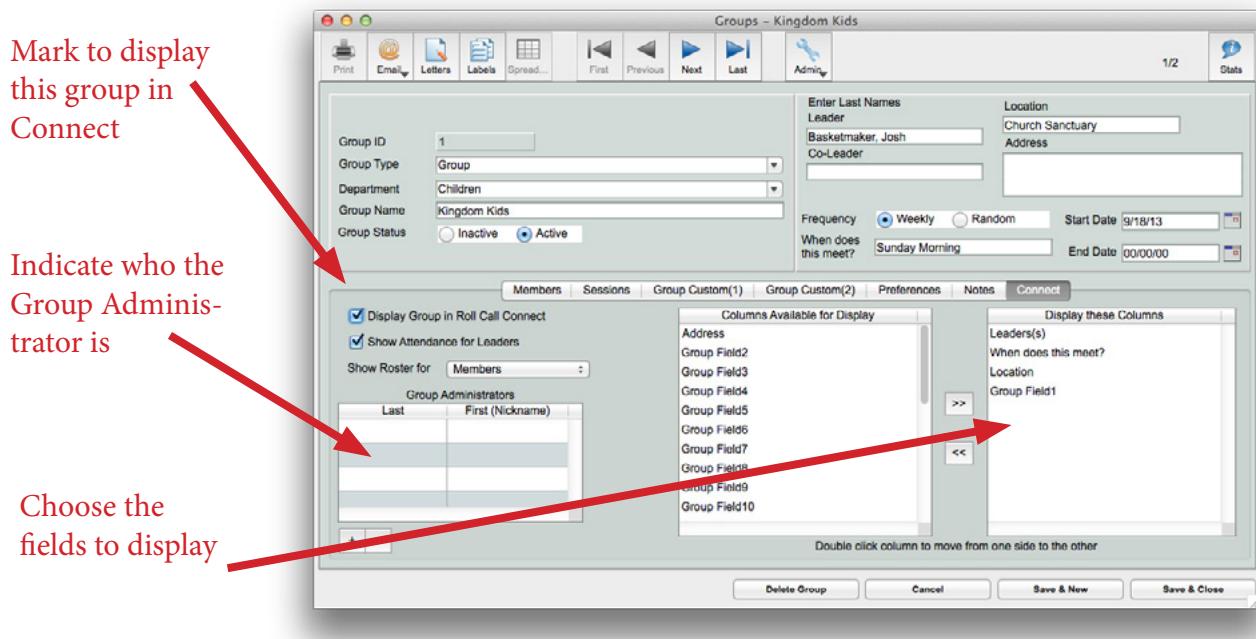 Mark to display
this group in
Connect
Indicate who the
Group Adminis-
trator is
Choose the
fields to display
Groups – Kingdom Kids
Print Email Letters Labels Spread... First Previous Next Last Admin 1/2 Stats
Group ID 1
Group Type Group
Department Children
Group Name Kingdom Kids
Group Status Inactive Active
Enter Last Names
Leader
Basketmaker, Josh
Co-Leader
Location
Church Sanctuary
Address
Frequency Weekly Random Start Date 9/18/13
When does
this meet? Sunday Morning End Date 00/00/00
Members Sessions Group Custom(1) Group Custom(2) Preferences Notes Connect
Display Group in Roll Call Connect
Show Attendance for Leaders
Show Roster for Members
Group Administrators
Last First (Nickname)
+
Columns Available for Display
Address
Group Field2
Group Field3
Group Field4
Group Field5
Group Field6
Group Field7
Group Field8
Group Field9
Group Field10
>>
<<
Display these Columns
Leaders(s)
When does this meet?
Location
Group Field1
Double click column to move from one side to the other
Delete Group Cancel Save & New Save & Close